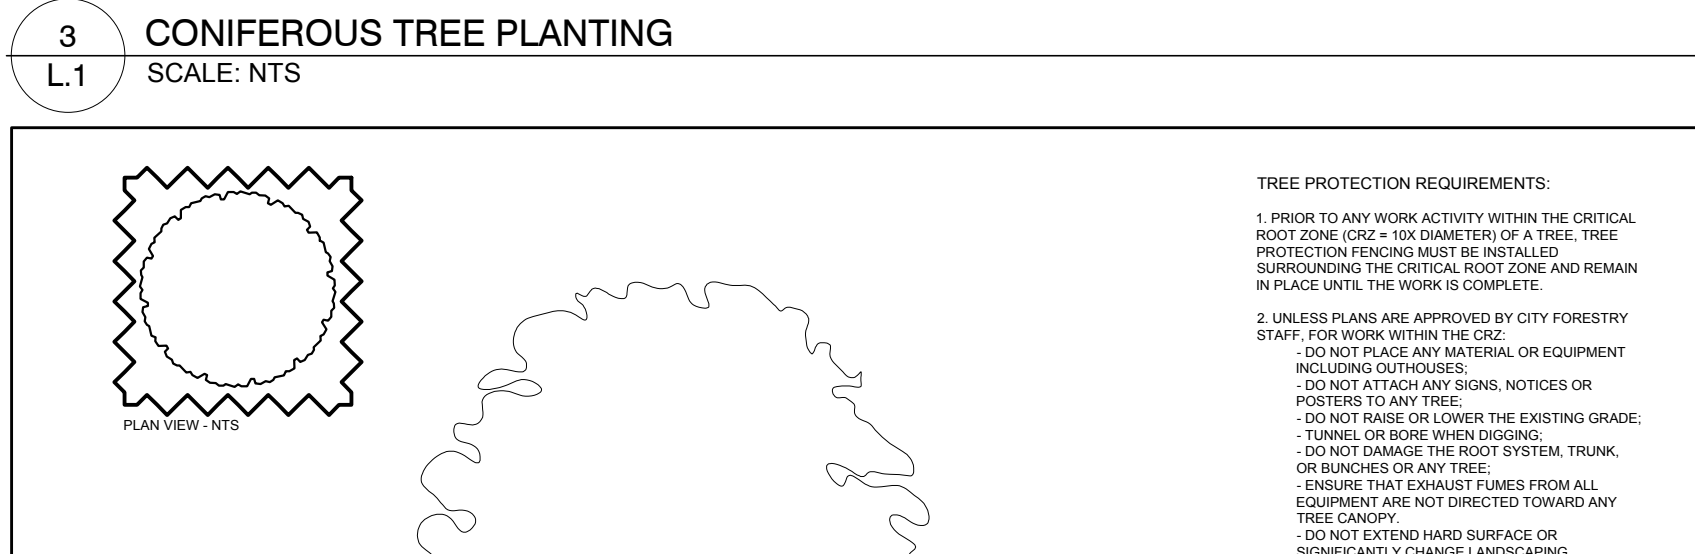 3
CONIFEROUS TREE PLANTING
L.1
SCALE: NTS
PLAN VIEW - NTS
TREE PROTECTION REQUIREMENTS:
1. PRIOR TO ANY WORK ACTIVITY WITHIN THE CRITICAL
ROOT ZONE (CRZ = 10X DIAMETER) OF A TREE, TREE
PROTECTION FENCING MUST BE INSTALLED
SURROUNDING THE CRITICAL ROOT ZONE AND REMAIN
IN PLACE UNTIL THE WORK IS COMPLETE.
2. UNLESS PLANS ARE APPROVED BY CITY FORESTRY
STAFF, FOR WORK WITHIN THE CRZ:
- DO NOT PLACE ANY MATERIAL OR EQUIPMENT
INCLUDING OUTHOUSES;
- DO NOT ATTACH ANY SIGNS, NOTICES OR
POSTERS TO ANY TREE;
- DO NOT RAISE OR LOWER THE EXISTING GRADE;
- TUNNEL OR BORE WHEN DIGGING;
- DO NOT DAMAGE THE ROOT SYSTEM, TRUNK,
OR BUNCHES OR ANY TREE;
- ENSURE THAT EXHAUST FUMES FROM ALL
EQUIPMENT ARE NOT DIRECTED TOWARD ANY
TREE CANOPY.
- DO NOT EXTEND HARD SURFACE OR
SIGNIFICANTLY CHANGE LANDSCAPING